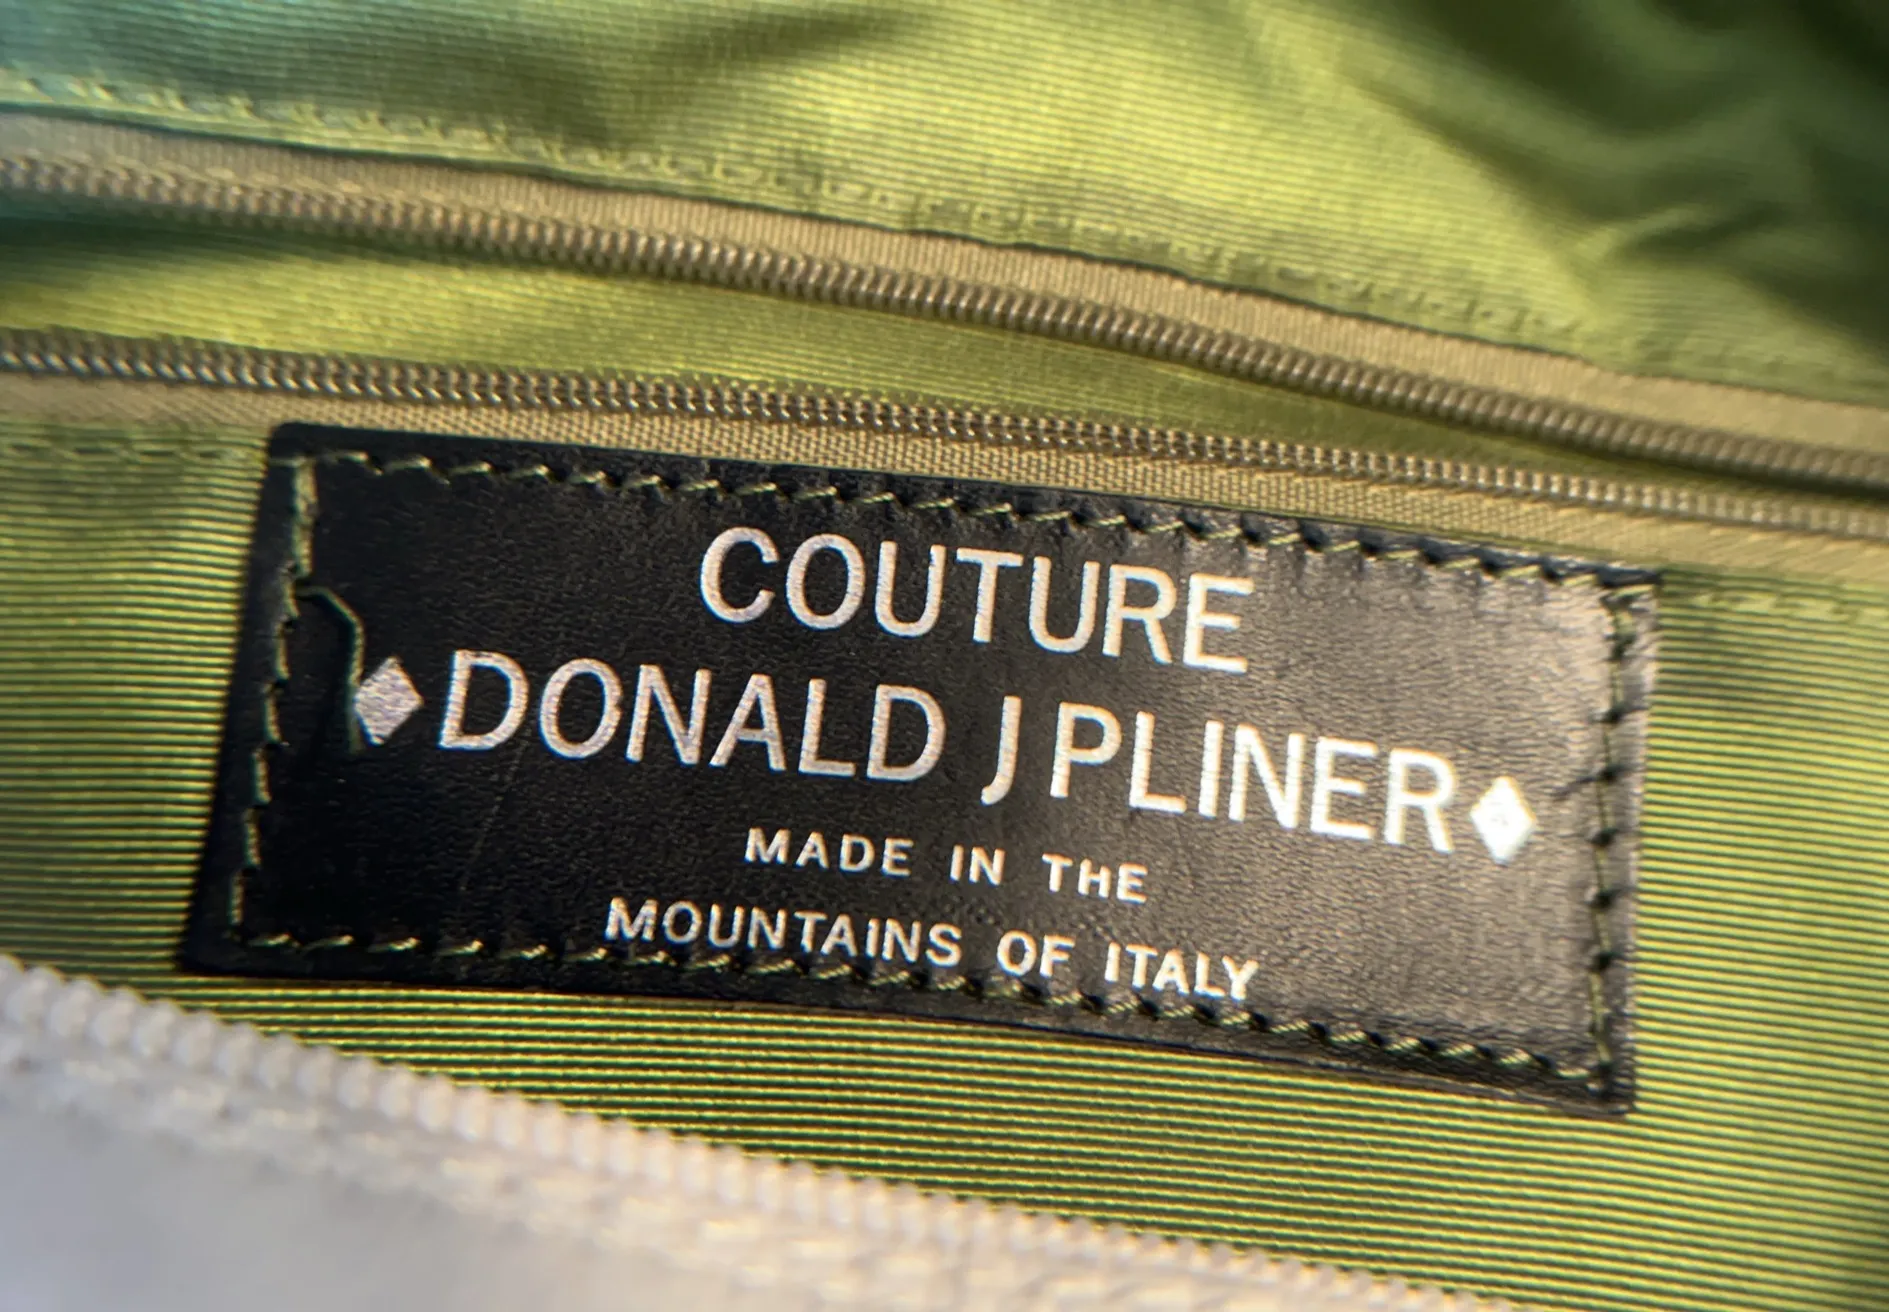 COUTURE
♦DONALD J PLINER♦
MADE IN THE
MOUNTAINS OF ITALY